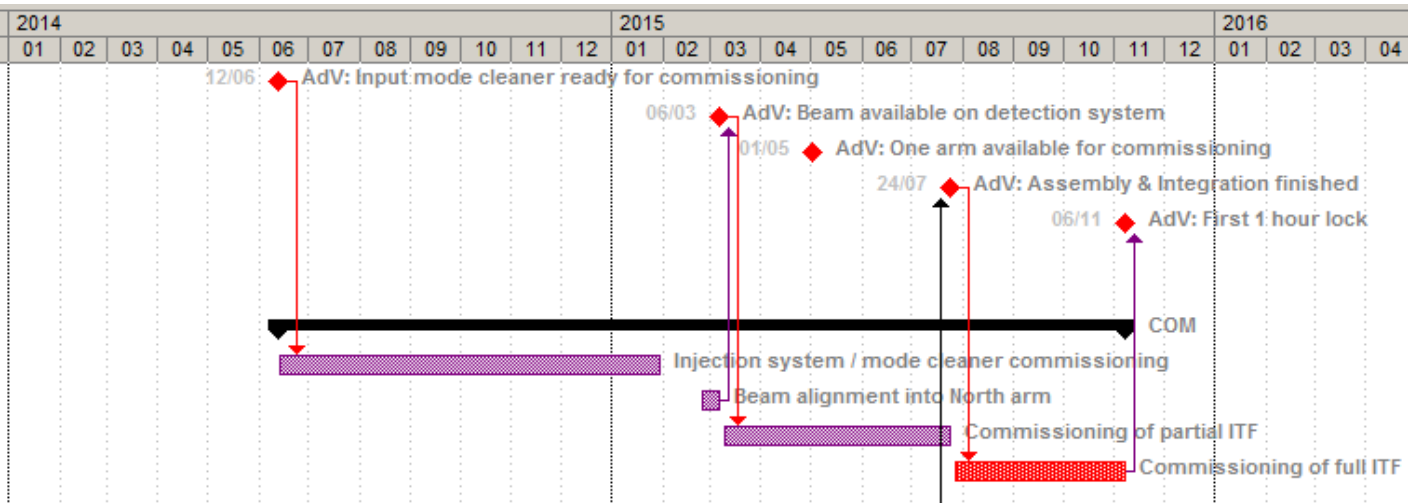 2014 2015 2016
01 02 03 04 05 06 07 08 09 10 11 12 01 02 03 04 05 06 07 08 09 10 11 12 01 02 03 04
12/06 AdV: Input mode cleaner ready for commissioning
06/03 AdV: Beam available on detection system
01/05 AdV: One arm available for commissioning
24/07 AdV: Assembly & Integration finished
06/11 AdV: First 1 hour lock
COM
Injection system / mode cleaner commissioning
Beam alignment into North arm
Commissioning of partial ITF
Commissioning of full ITF